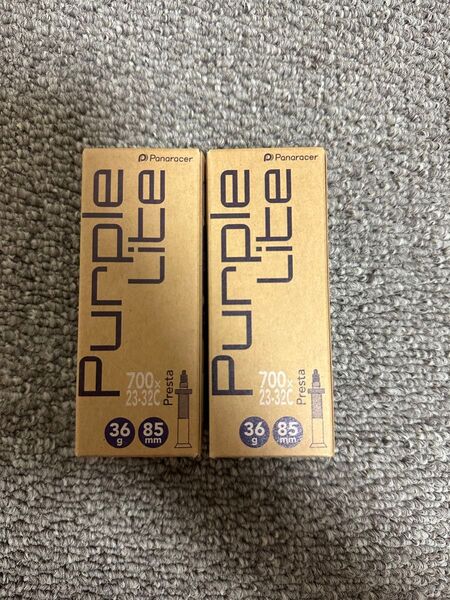 Panaracer
Purple
Lite
700x
23-32C
Presta
36
g
85
mm
Panaracer
Purple
Lite
700x
23-32C
Presta
36
g
85
mm